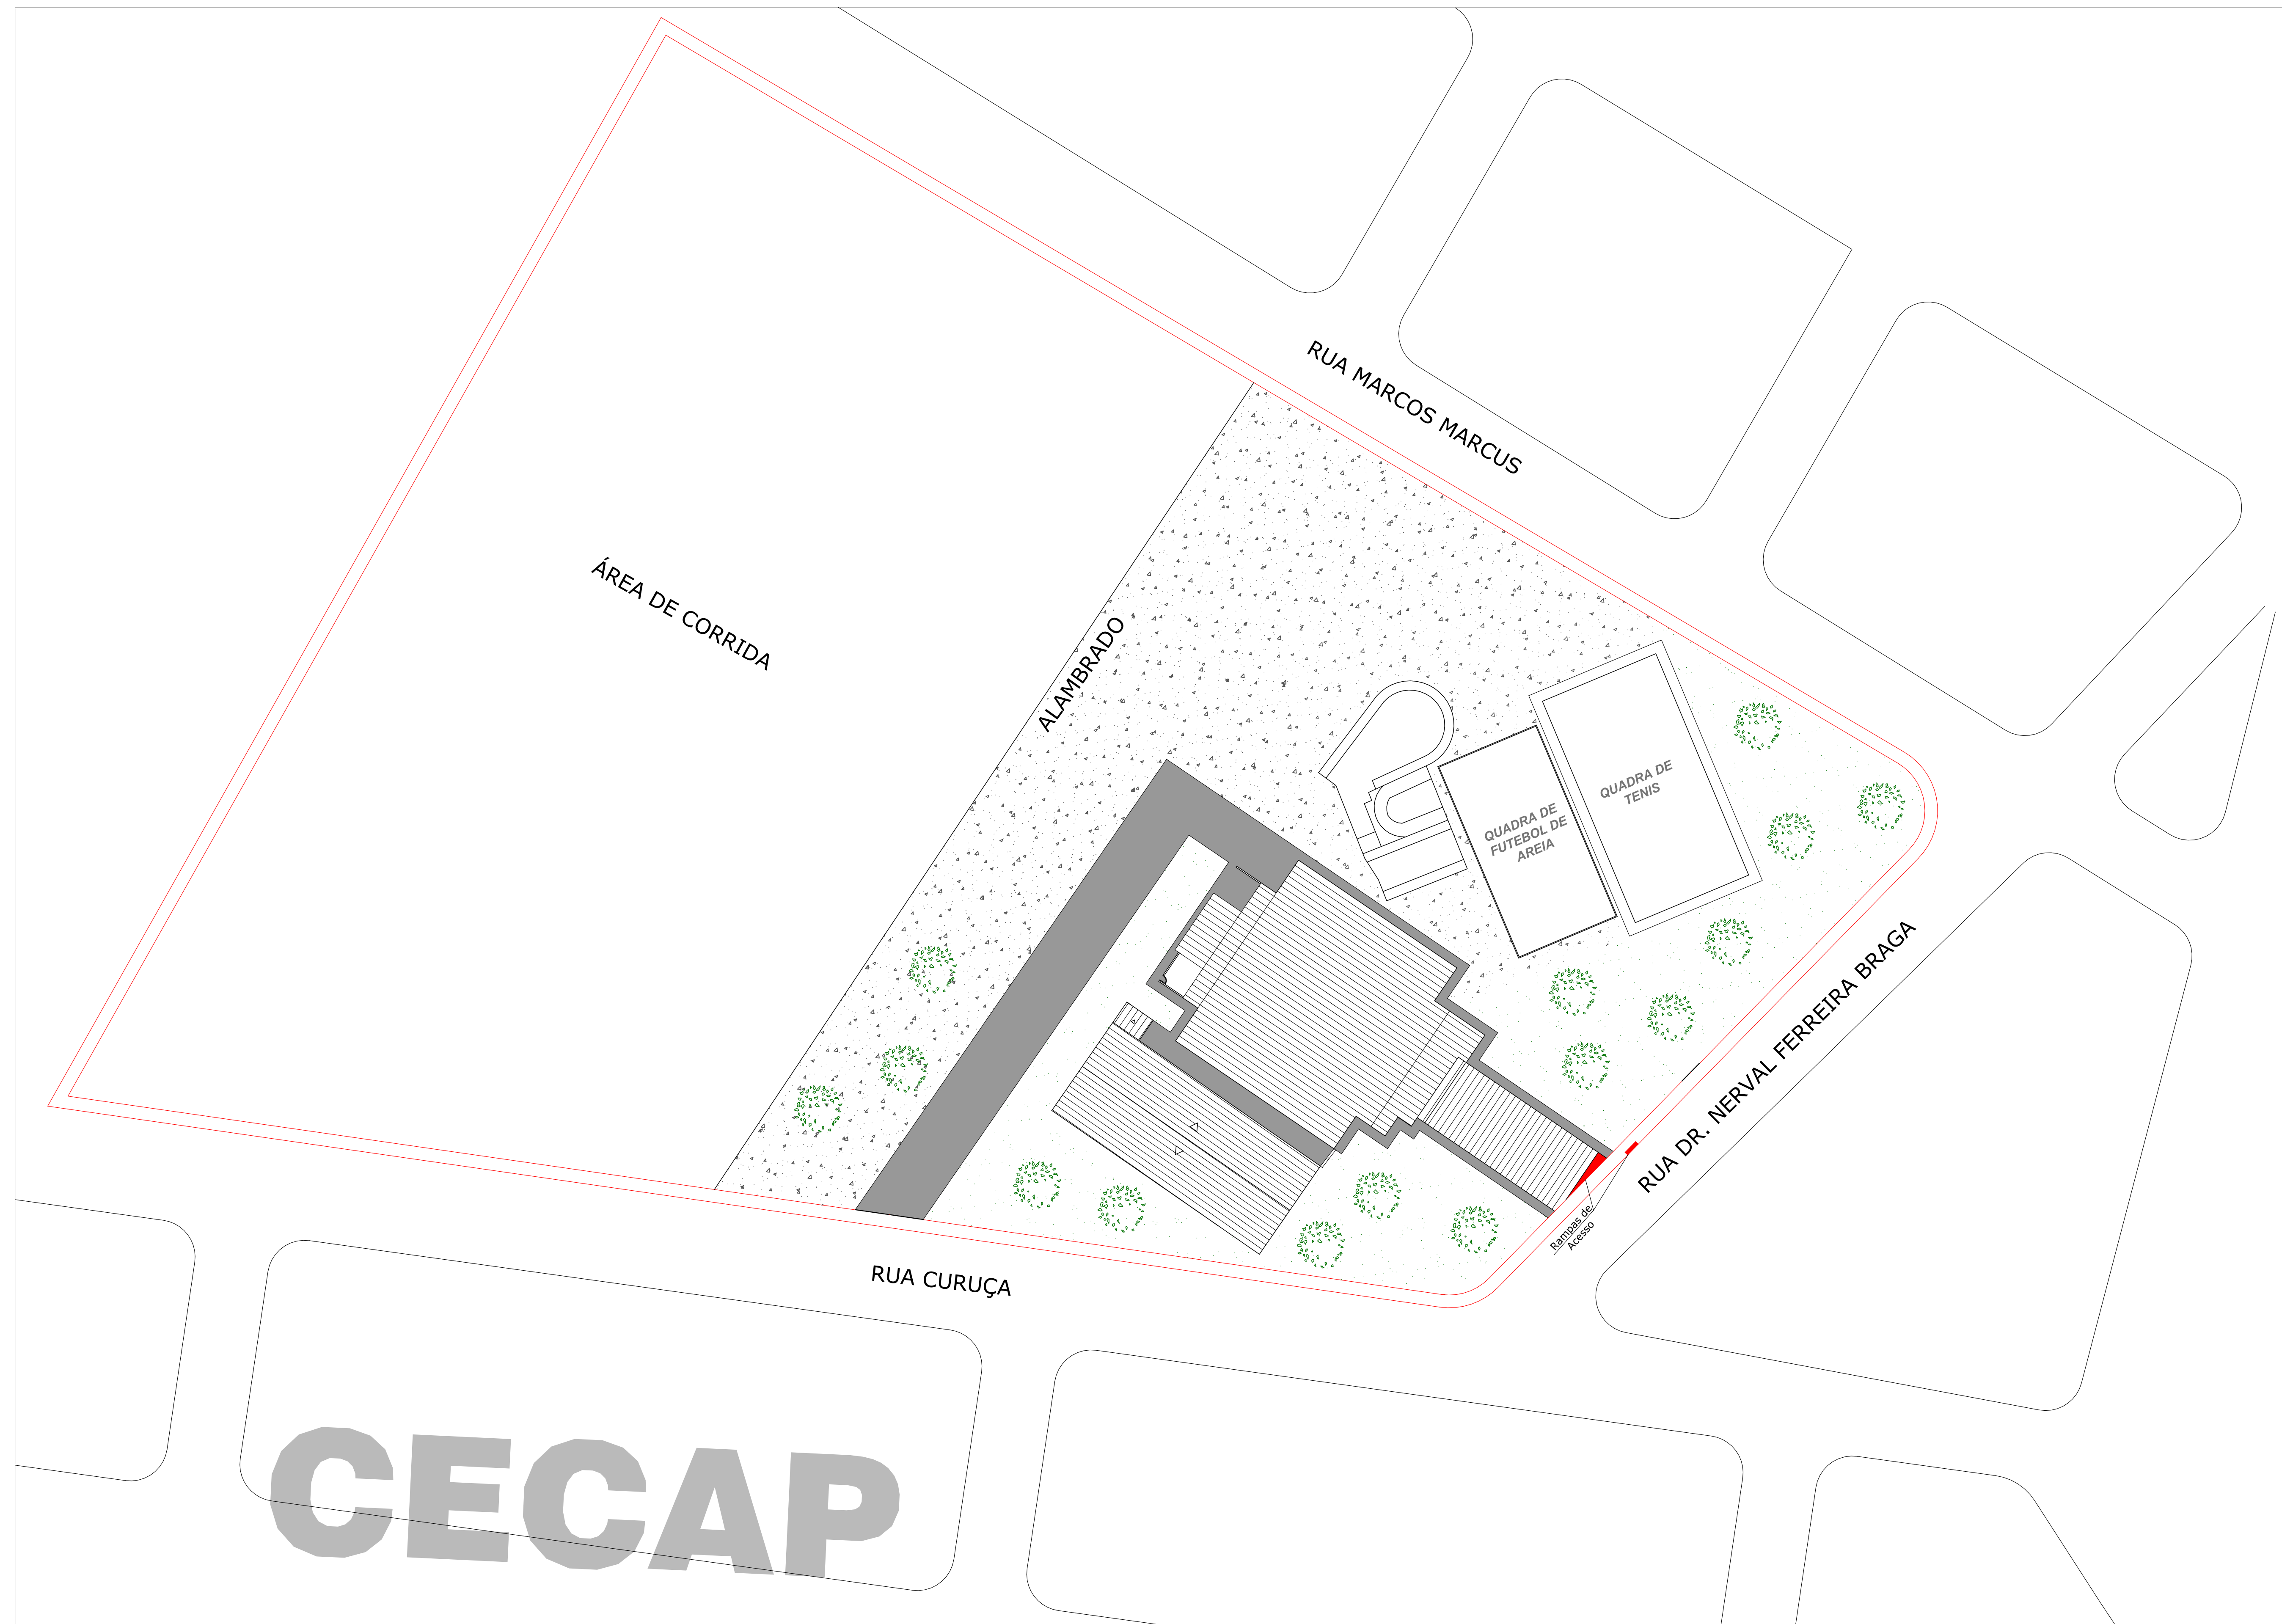 RUA MARCOS MARCUS
ÁREA DE CORRIDA
ALAMBRADO
QUADRA DE
TENIS
QUADRA DE
FUTEBOL DE
AREIA
RUA DR. NERVAL FERREIRA BRAGA
Rampas de
Acesso
RUA CURUÇA
CECAP